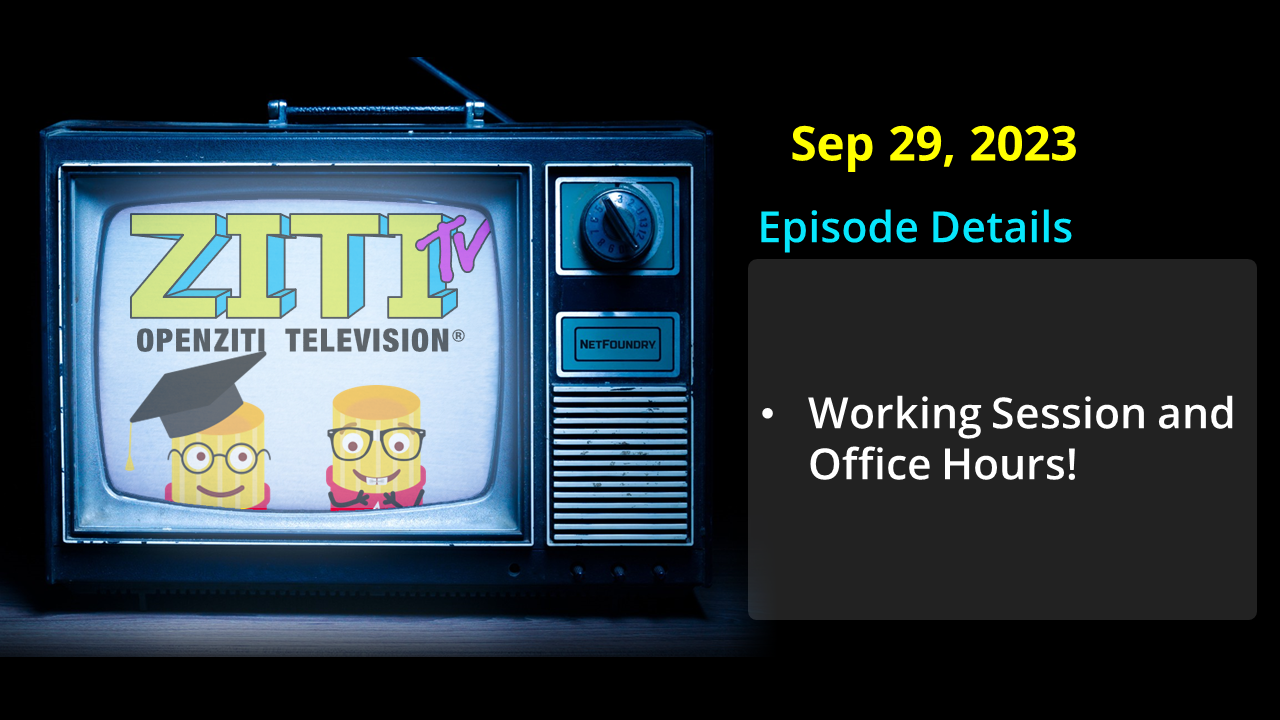 Sep 29, 2023
Episode Details
ZITI TV
OPENZITI TELEVISION®
NETFOUNDRY
• Working Session and
Office Hours!